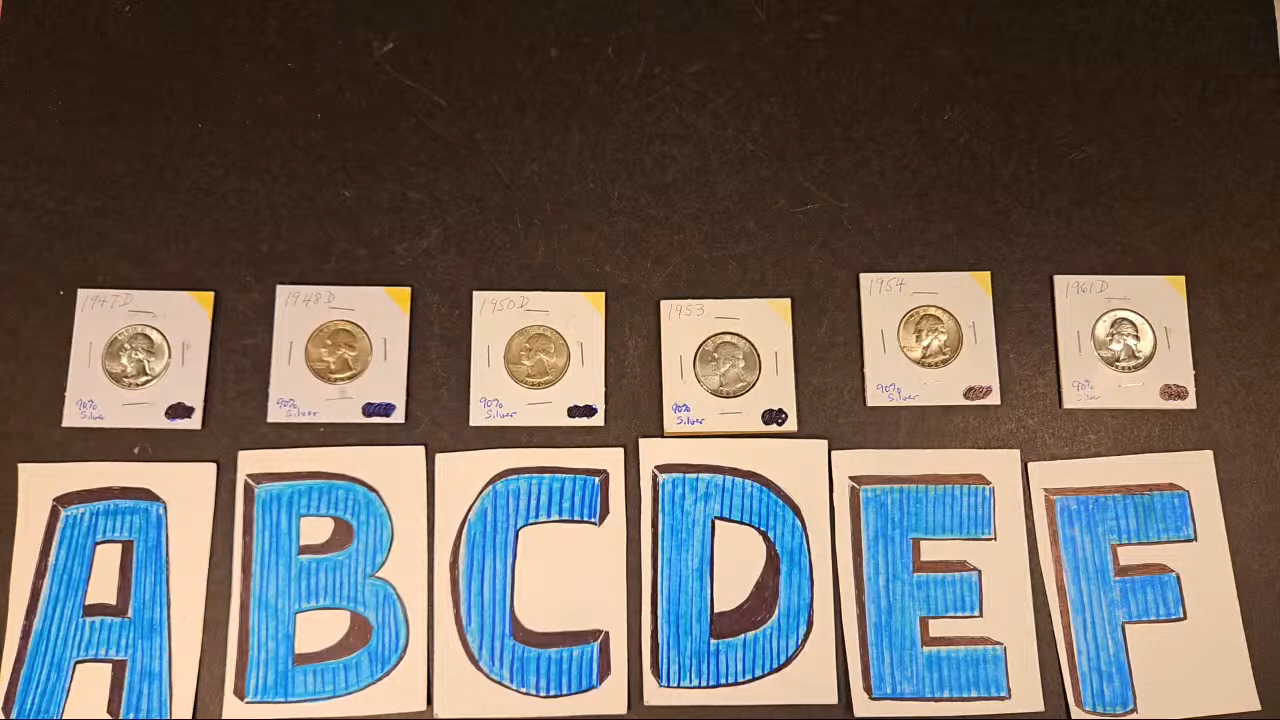 1947D
90%
Silver
1948D
90%
Silver
1950D
90%
Silver
1953
90%
Silver
1954
90%
Silver
1961D
90%
Silver
A B C D E F